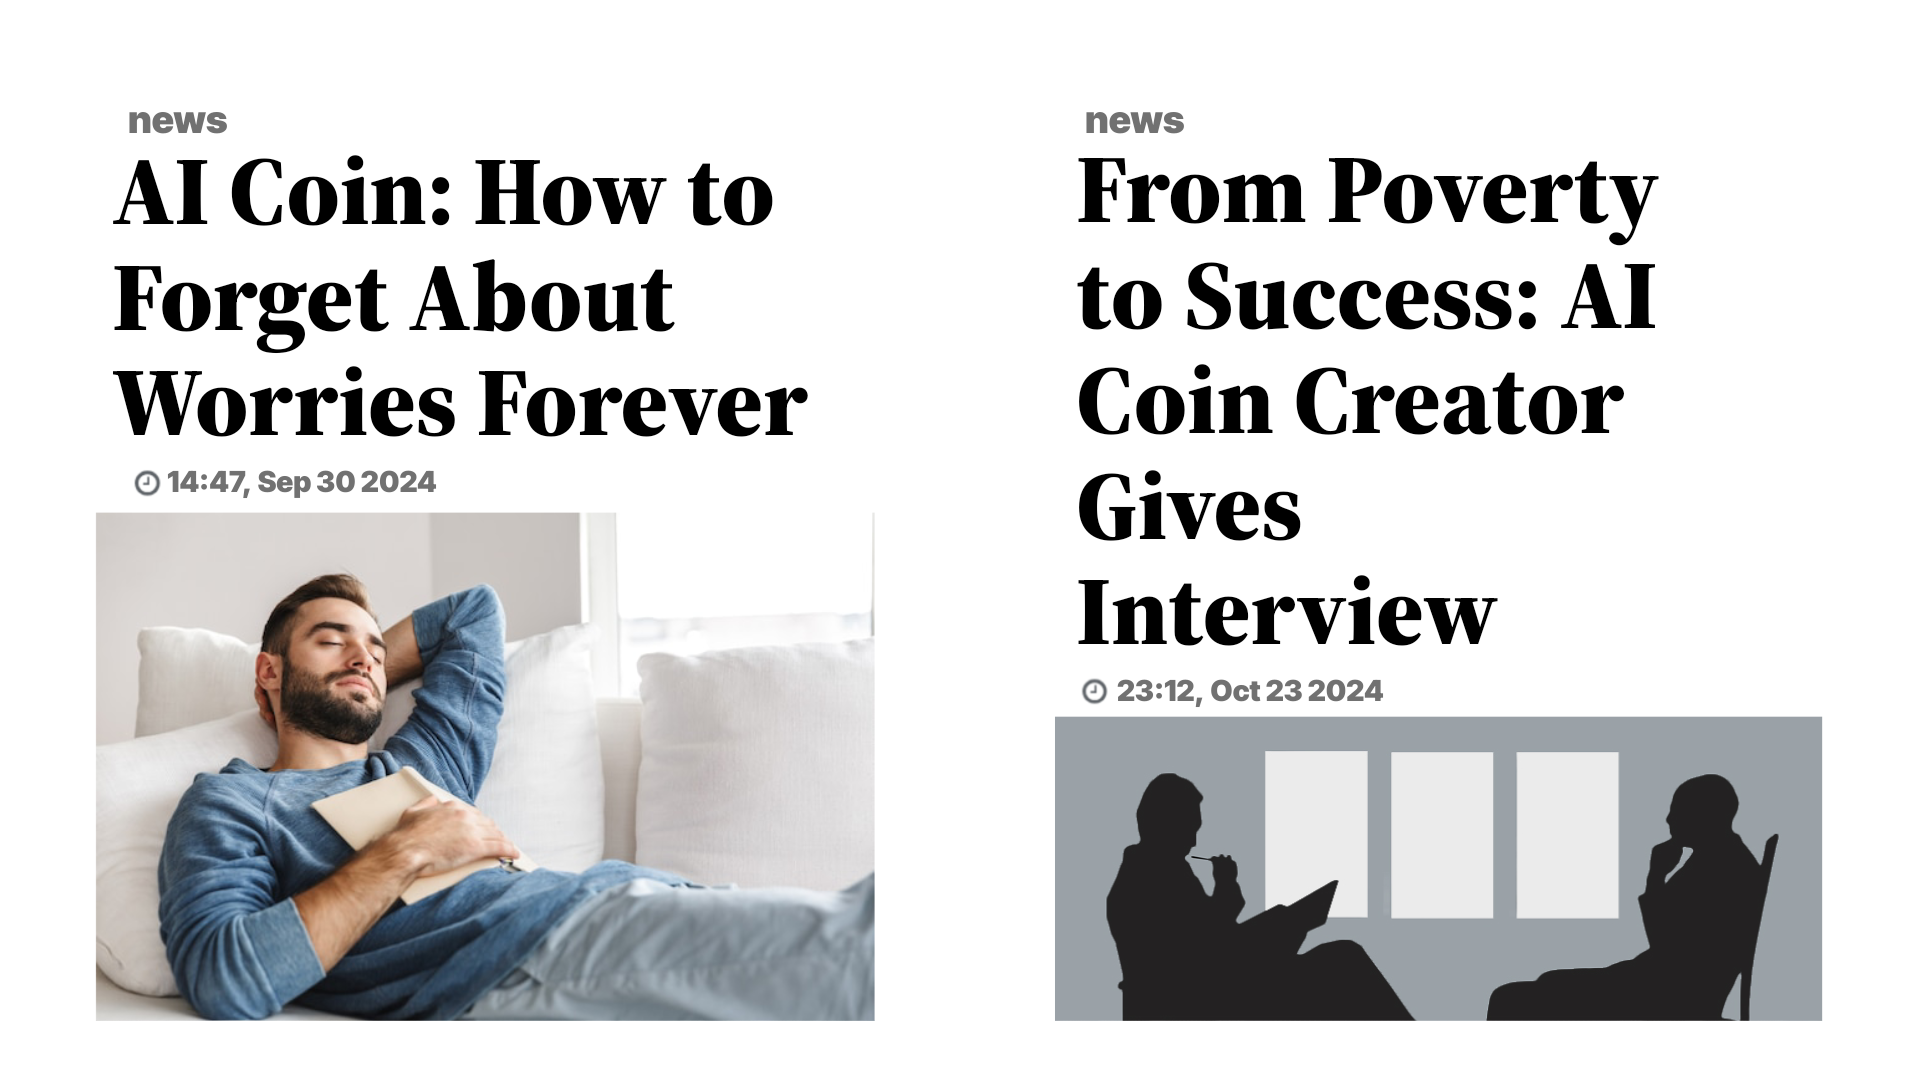 news
AI Coin: How to
Forget About
Worries Forever
14:47, Sep 30 2024
news
From Poverty
to Success: AI
Coin Creator
Gives
Interview
23:12, Oct 23 2024